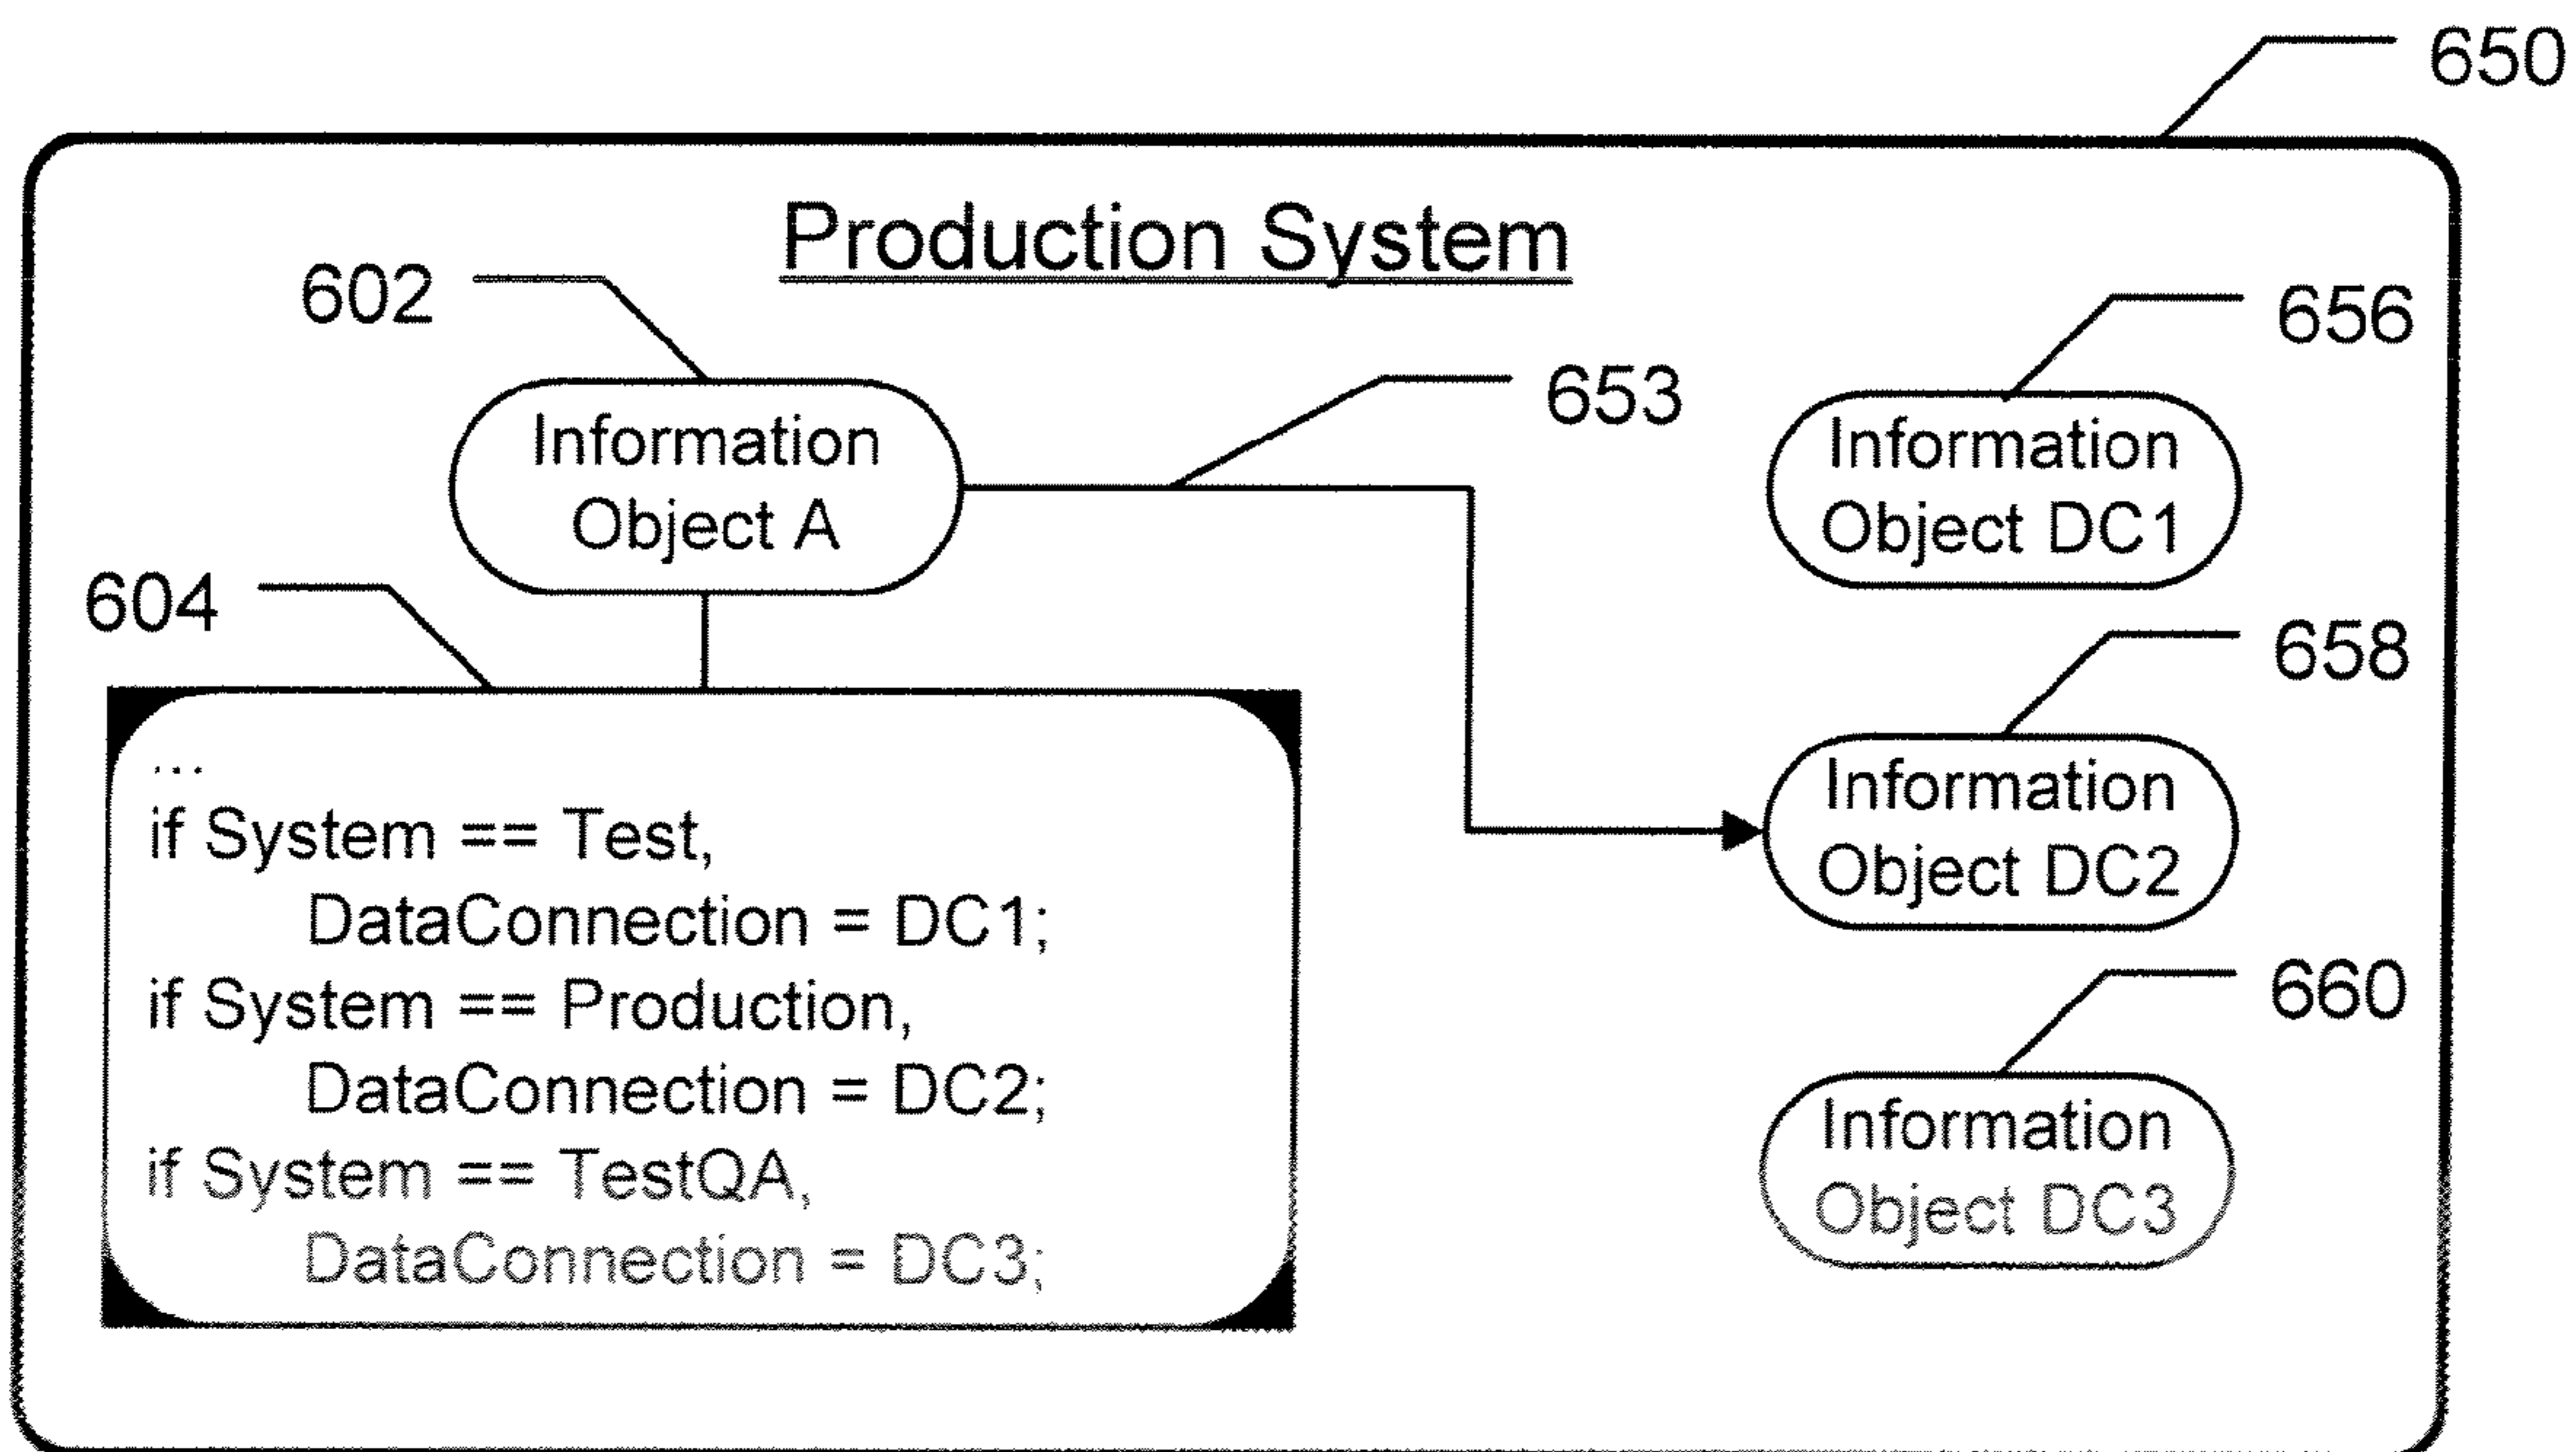 650
Production System
602
656
653
Information
Object A
Information
Object DC1
604
658
...
if System == Test,
DataConnection = DC1;
if System == Production,
DataConnection = DC2;
if System == TestQA,
DataConnection = DC3;
Information
Object DC2
660
Information
Object DC3